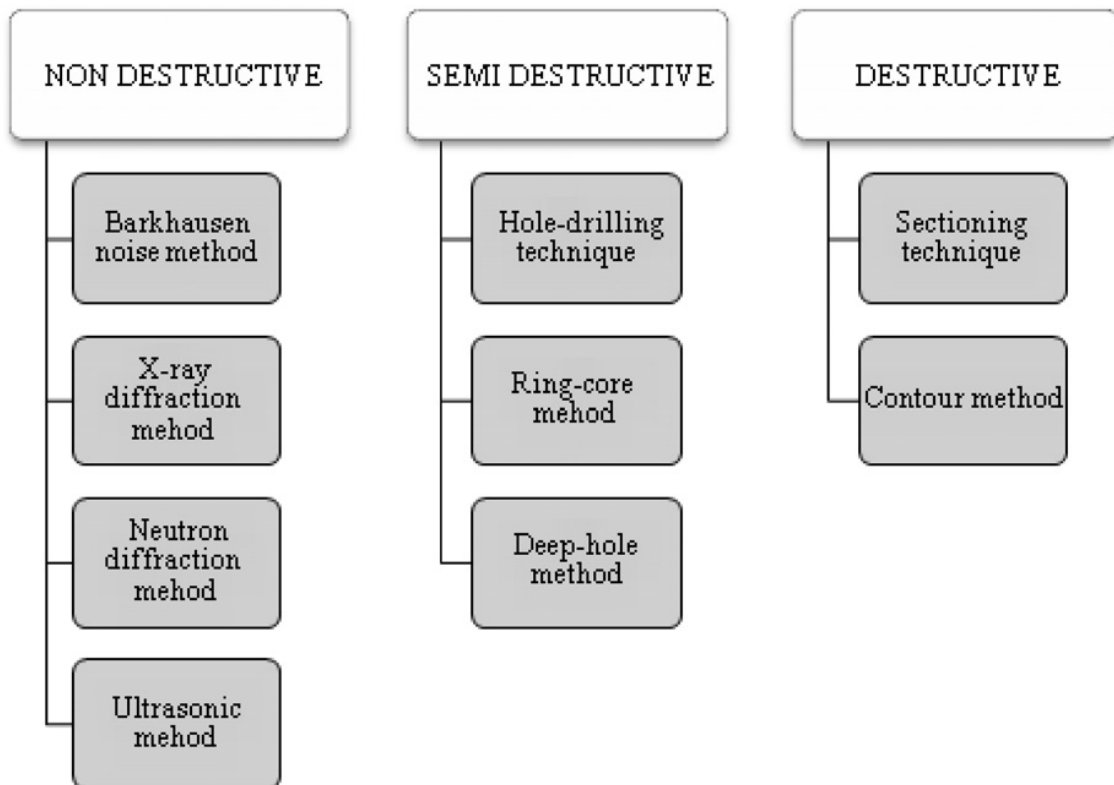 NON DESTRUCTIVE
Barkhausen
noise method
X-ray
diffraction
mehod
Neutron
diffraction
mehod
Ultrasonic
mehod
SEMI DESTRUCTIVE
Hole-drilling
technique
Ring-core
mehod
Deep-hole
method
DESTRUCTIVE
Sectioning
technique
Contour method